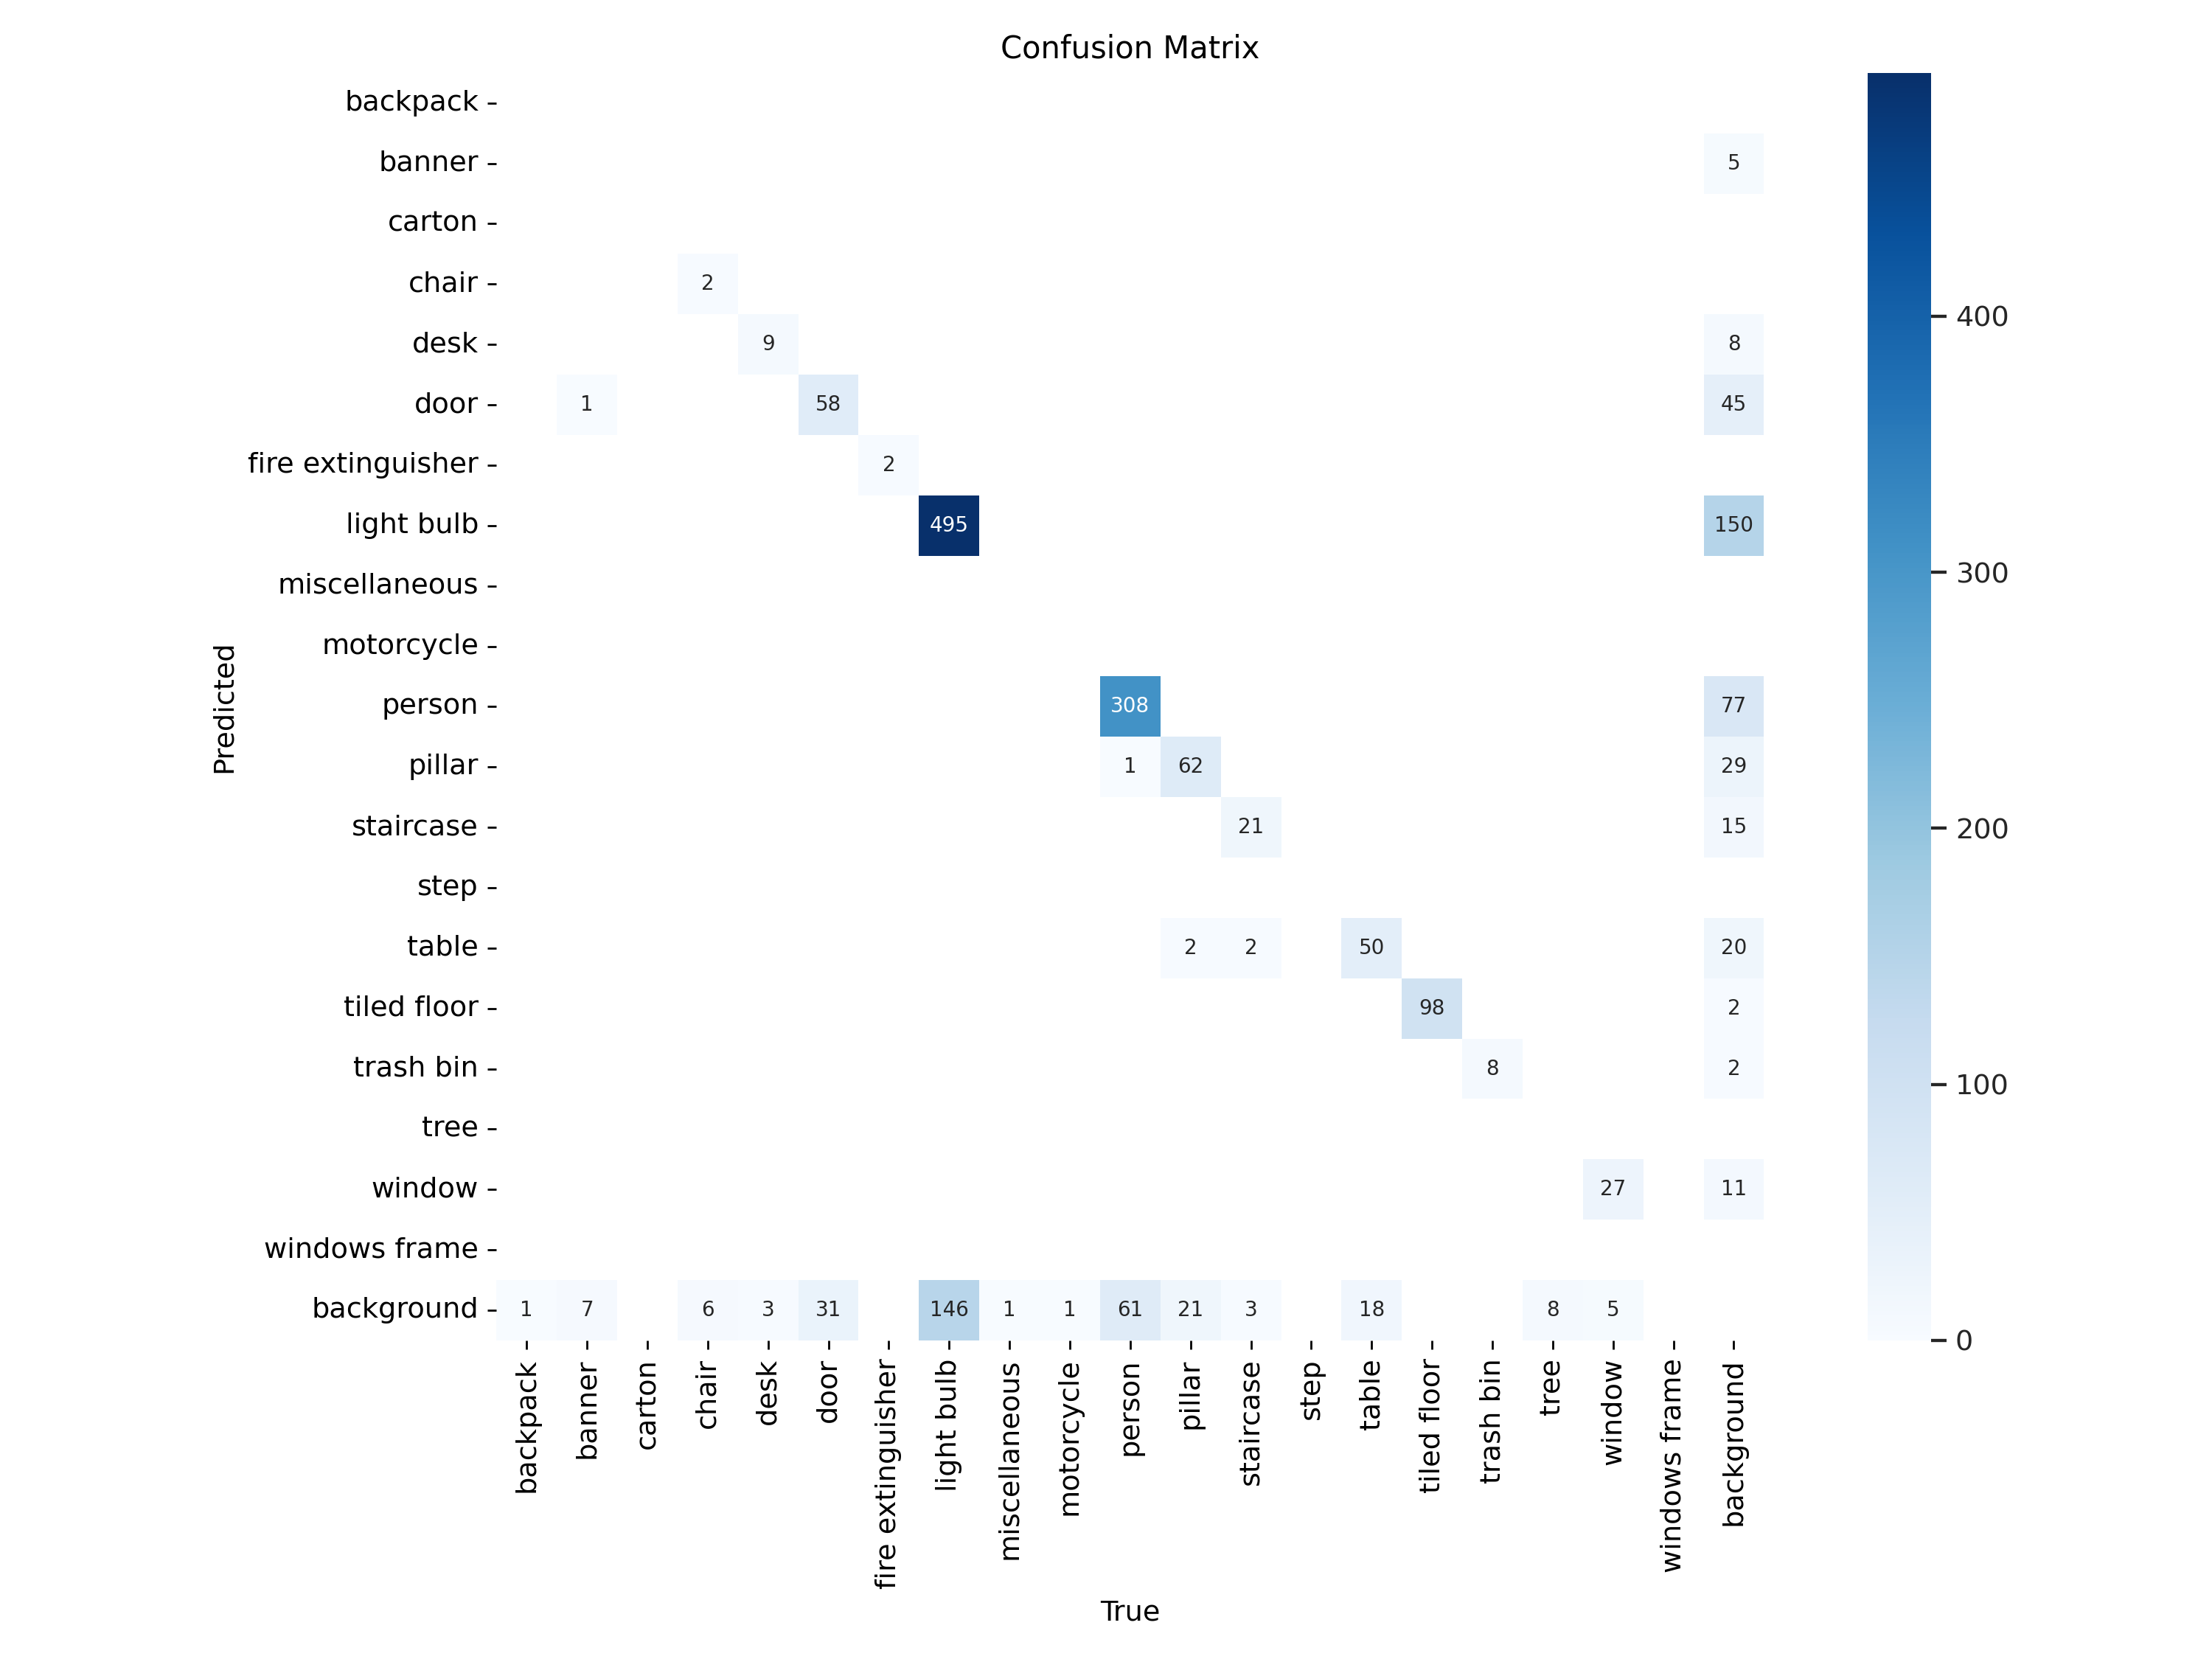 Confusion Matrix
backpack
banner 5
carton
chair 2
desk 9 8
door 1 58 45
fire extinguisher 2
light bulb 495 150
miscellaneous
motorcycle
person 308 77
pillar 1 62 29
staircase 21 15
step
table 2 2 50 20
tiled floor 98 2
trash bin 8 2
tree
window 27 11
windows frame
background 1 7 6 3 31 146 1 1 61 21 3 18 8 5
Predicted
backpack
banner
carton
chair
desk
door
fire extinguisher
light bulb
miscellaneous
motorcycle
person
pillar
staircase
step
table
tiled floor
trash bin
tree
window
windows frame
background
True
400
300
200
100
0